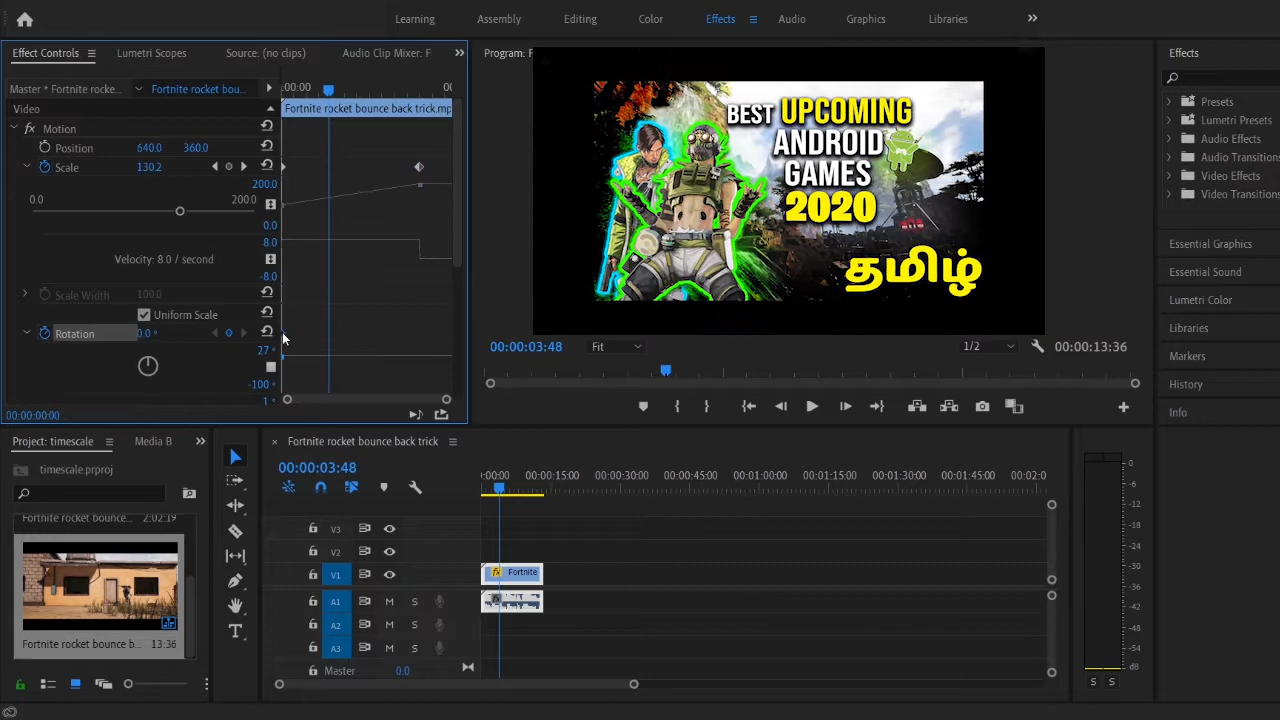 Learning Assembly Editing Color Effects Audio Graphics Libraries
Effect Controls Lumetri Scopes Source: (no clips) Audio Clip Mixer: F
Master * Fortnite rocke... Fortnite rocket bou... :00:00 00
Video Fortnite rocket bounce back trick.mp
fx Motion
Position 640.0 360.0
Scale 130.2
200.0
0.0 200.0
0.0
8.0
Velocity: 8.0 / second
-8.0
Scale Width 100.0
Uniform Scale
Rotation 0.0 °
27 °
-100 °
1 °
00:00:00:00
Program: F
BEST UPCOMING
ANDROID
GAMES
2020
தமிழ்
00:00:03:48 Fit 1/2 00:00:13:36
Effects
Presets
Lumetri Presets
Audio Effects
Audio Transitions
Video Effects
Video Transitions
Essential Graphics
Essential Sound
Lumetri Color
Libraries
Markers
History
Info
Project: timescale Media B
timescale.prproj
Fortnite rocket bounce... 2:02:19
Fortnite rocket bounce b... 13:36
Fortnite rocket bounce back trick
00:00:03:48
:00:00 00:00:15:00 00:00:30:00 00:00:45:00 00:01:00:00 00:01:15:00 00:01:30:00 00:01:45:00 00:02:0
V3
V2
V1 fx Fortnite
A1 M S
A2 M S
A3 M S
Master 0.0
0
-6
-12
-18
-24
-30
-36
-42
-48
-54
dB
S S